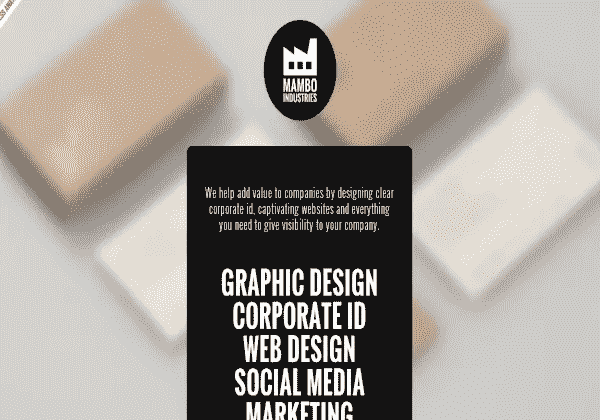 MAMBO
INDUSTRIES
We help add value to companies by designing clear
corporate id, captivating websites and everything
you need to give visibility to your company.
GRAPHIC DESIGN
CORPORATE ID
WEB DESIGN
SOCIAL MEDIA
MARKETING